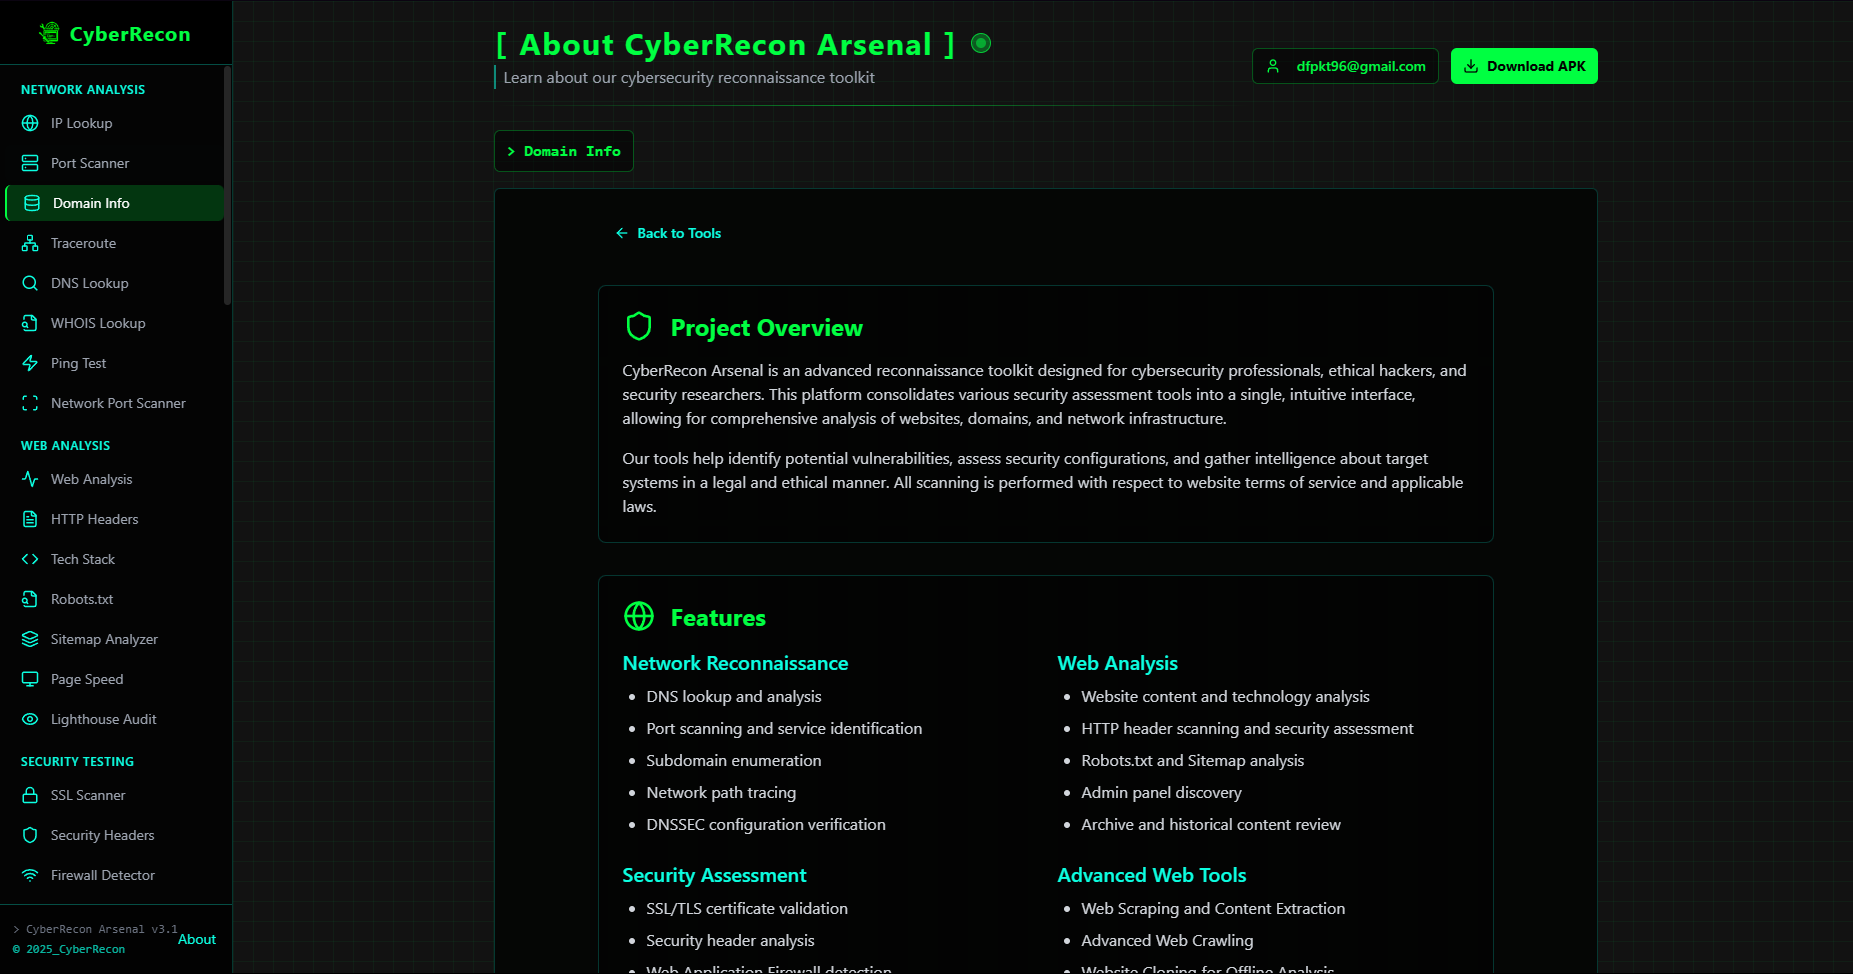 CyberRecon
NETWORK ANALYSIS
IP Lookup
Port Scanner
Domain Info
Traceroute
DNS Lookup
WHOIS Lookup
Ping Test
Network Port Scanner
WEB ANALYSIS
Web Analysis
HTTP Headers
Tech Stack
Robots.txt
Sitemap Analyzer
Page Speed
Lighthouse Audit
SECURITY TESTING
SSL Scanner
Security Headers
Firewall Detector
> CyberRecon Arsenal v3.1
© 2025_CyberRecon
About
[ About CyberRecon Arsenal ]
Learn about our cybersecurity reconnaissance toolkit
dfpkt96@gmail.com
Download APK
> Domain Info
← Back to Tools
Project Overview
CyberRecon Arsenal is an advanced reconnaissance toolkit designed for cybersecurity professionals, ethical hackers, and
security researchers. This platform consolidates various security assessment tools into a single, intuitive interface,
allowing for comprehensive analysis of websites, domains, and network infrastructure.
Our tools help identify potential vulnerabilities, assess security configurations, and gather intelligence about target
systems in a legal and ethical manner. All scanning is performed with respect to website terms of service and applicable
laws.
Features
Network Reconnaissance
• DNS lookup and analysis
• Port scanning and service identification
• Subdomain enumeration
• Network path tracing
• DNSSEC configuration verification
Web Analysis
• Website content and technology analysis
• HTTP header scanning and security assessment
• Robots.txt and Sitemap analysis
• Admin panel discovery
• Archive and historical content review
Security Assessment
• SSL/TLS certificate validation
• Security header analysis
• Web Application Firewall detection
Advanced Web Tools
• Web Scraping and Content Extraction
• Advanced Web Crawling
• Website Cloning for Offline Analysis